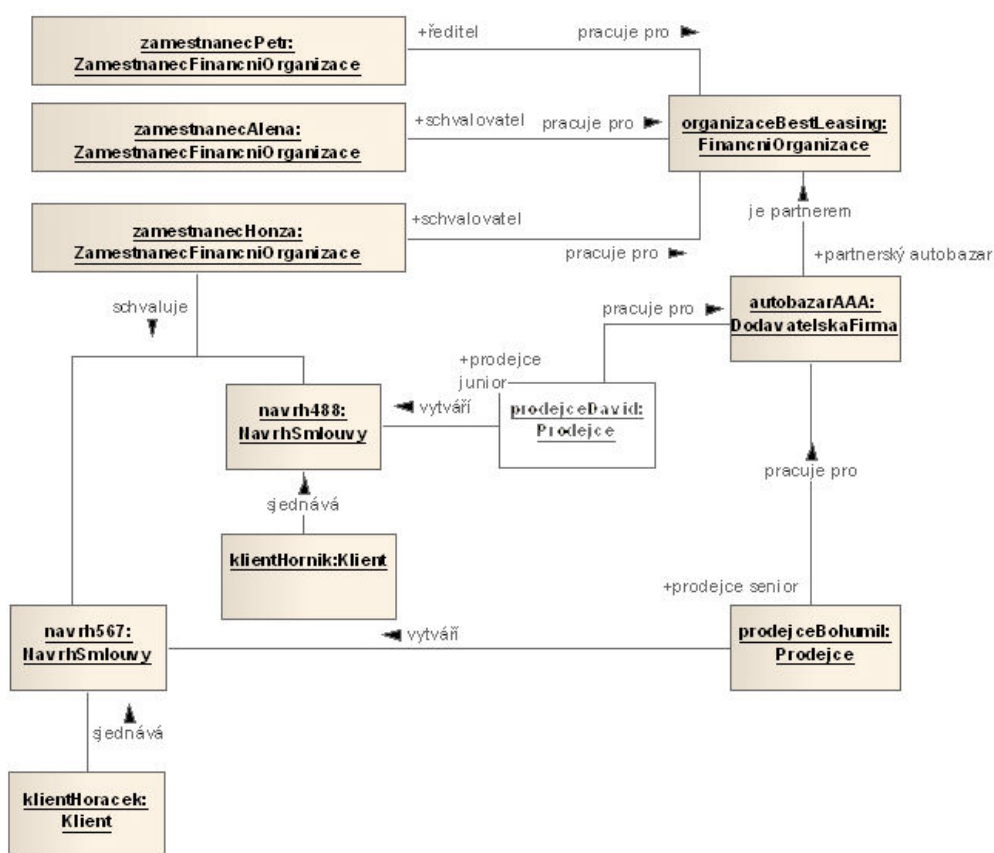 zamestnanecPetr:
ZamestnanecFinancniOrganizace
+ředitel
pracuje pro
zamestnanecAlena:
ZamestnanecFinancniOrganizace
+schvalovatel
pracuje pro
organizaceBestLeasing:
FinancniOrganizace
zamestnanecHonza:
ZamestnanecFinancniOrganizace
+schvalovatel
pracuje pro
je partnerem
+partnerský autobazar
schvaluje
pracuje pro
autobazarAAA:
DodavatelskaFirma
+prodejce
junior
navrh488:
NavrhSmlouvy
vytváří
prodejceDavid:
Prodejce
pracuje pro
sjednává
klientHornik:Klient
+prodejce senior
navrh567:
NavrhSmlouvy
vytváří
prodejceBohumil:
Prodejce
sjednává
klientHoracek:
Klient